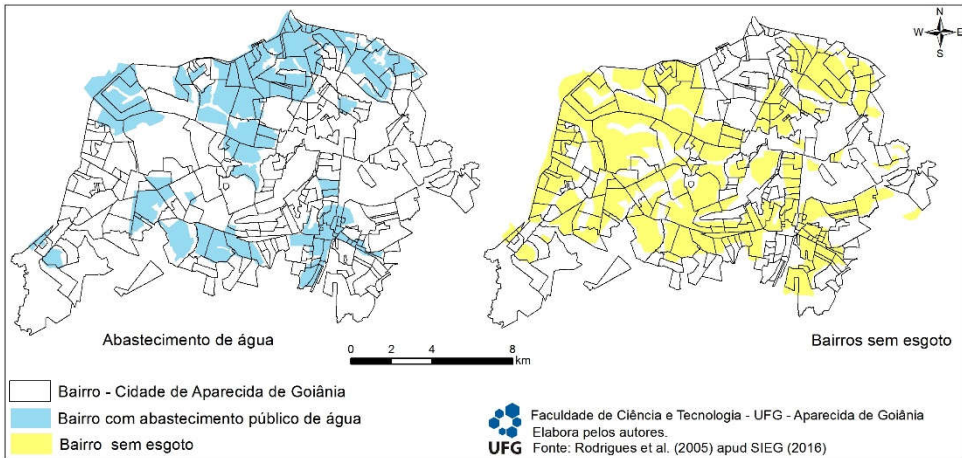 N
W E
S
Abastecimento de água
Bairros sem esgoto
0 2 4 8
km
Bairro - Cidade de Aparecida de Goiânia
Bairro com abastecimento público de água
Bairro sem esgoto
UFG
Faculdade de Ciência e Tecnologia - UFG - Aparecida de Goiânia
Elabora pelos autores.
Fonte: Rodrigues et al. (2005) apud SIEG (2016)